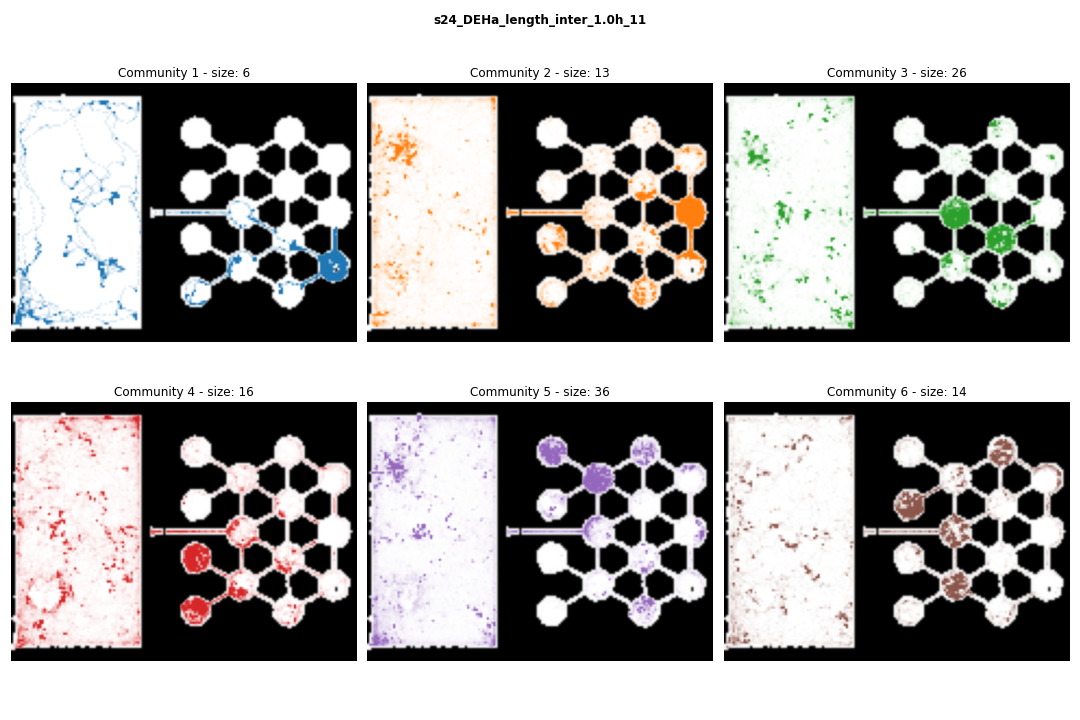 s24_DEHa_length_inter_1.0h_11
Community 1 - size: 6
Community 2 - size: 13
Community 3 - size: 26
Community 4 - size: 16
Community 5 - size: 36
Community 6 - size: 14